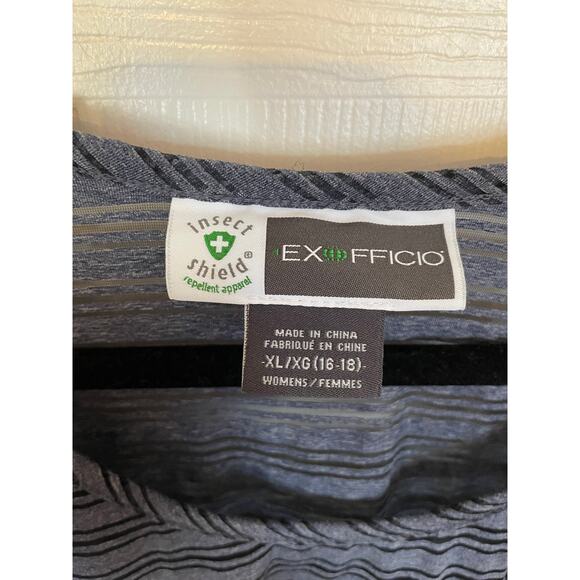 insect
shield®
repellent apparel
EXOFFICIO
MADE IN CHINA
FABRIQUÉ EN CHINE
-XL/XG (16-18)-
WOMENS/FEMMES